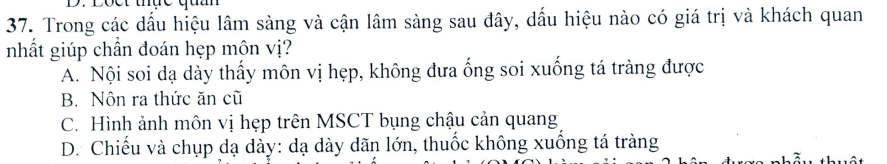 D. Loét thực quản
37. Trong các dấu hiệu lâm sàng và cận lâm sàng sau đây, dấu hiệu nào có giá trị và khách quan
nhất giúp chẩn đoán hẹp môn vị?
A. Nội soi dạ dày thấy môn vị hẹp, không đưa ống soi xuống tá tràng được
B. Nôn ra thức ăn cũ
C. Hình ảnh môn vị hẹp trên MSCT bụng chậu cản quang
D. Chiếu và chụp dạ dày: dạ dày dãn lớn, thuốc không xuống tá tràng